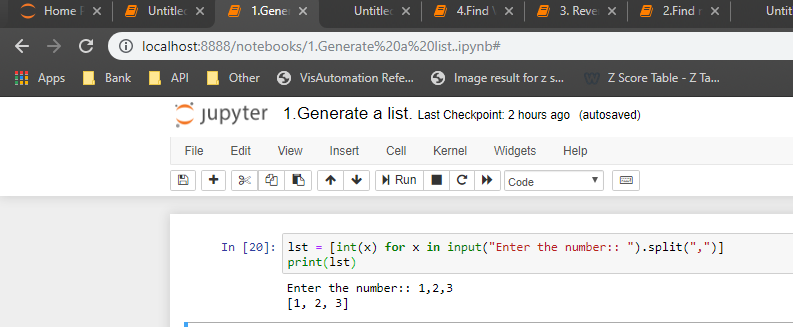 Home Untitled 1.Gene Untitled 4.Find 3. Reve 2.Find Untit
localhost:8888/notebooks/1.Generate%20a%20list..ipynb#
Apps Bank API Other VisAutomation Refe... Image result for z s... Z Score Table - Z Ta...
jupyter 1.Generate a list. Last Checkpoint: 2 hours ago (autosaved)
File Edit View Insert Cell Kernel Widgets Help
Run Code
In [20]: lst = [int(x) for x in input("Enter the number:: ").split(",")]
print(lst)
Enter the number:: 1,2,3
[1, 2, 3]